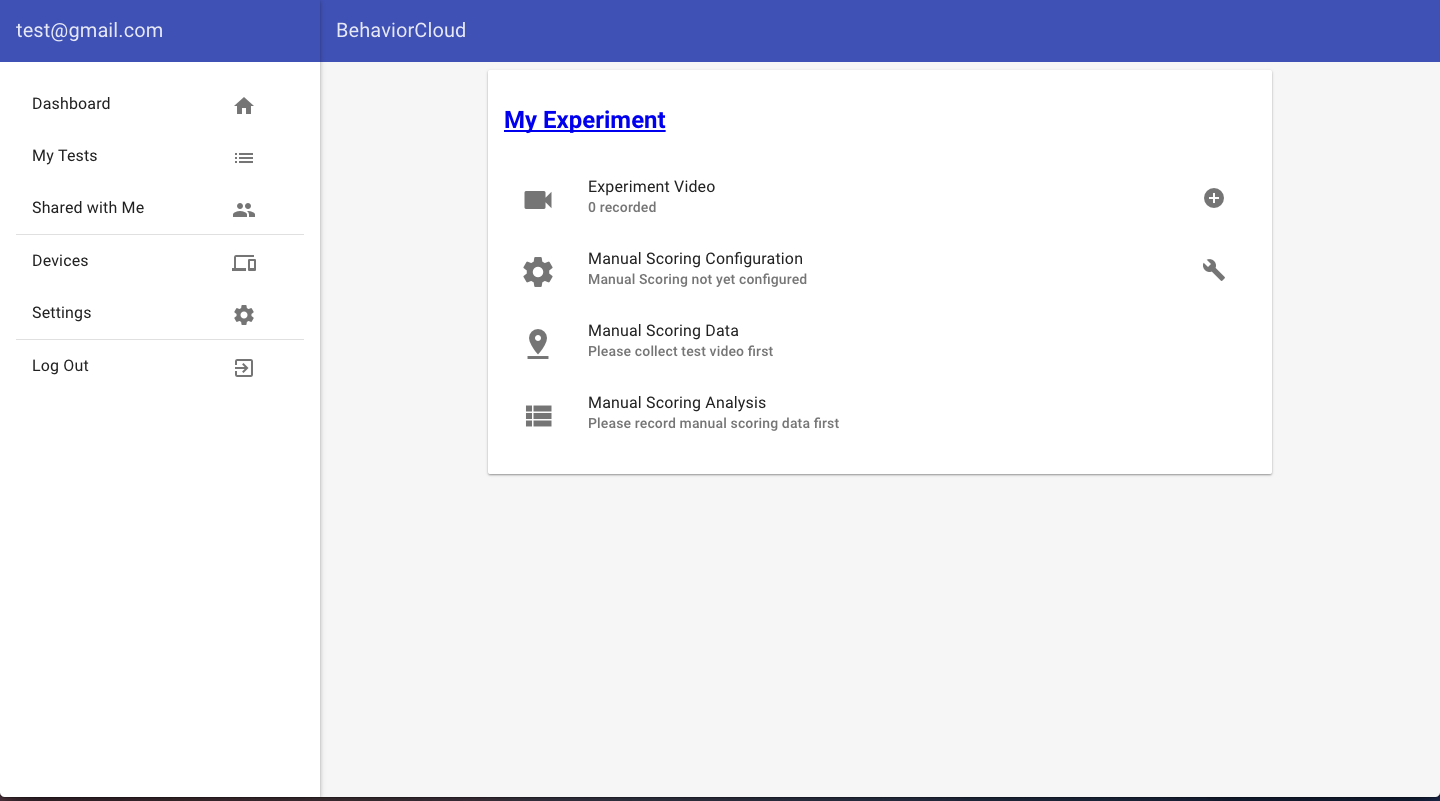 test@gmail.com
BehaviorCloud
Dashboard
My Tests
Shared with Me
Devices
Settings
Log Out
My Experiment
Experiment Video
0 recorded
Manual Scoring Configuration
Manual Scoring not yet configured
Manual Scoring Data
Please collect test video first
Manual Scoring Analysis
Please record manual scoring data first